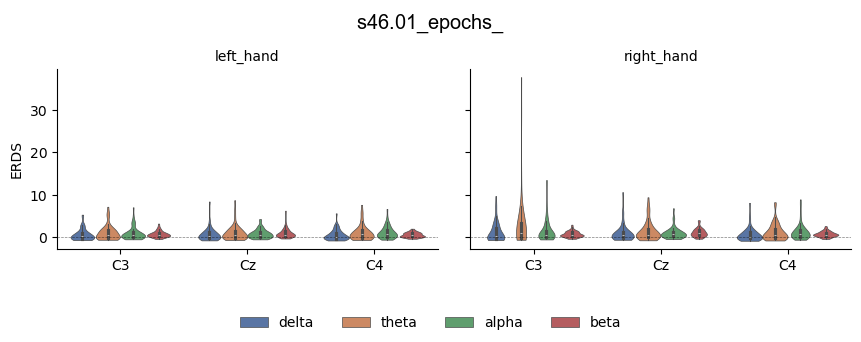 s46.01_epochs_
left_hand
right_hand
ERDS
30
20
10
0
C3
Cz
C4
C3
Cz
C4
delta
theta
alpha
beta